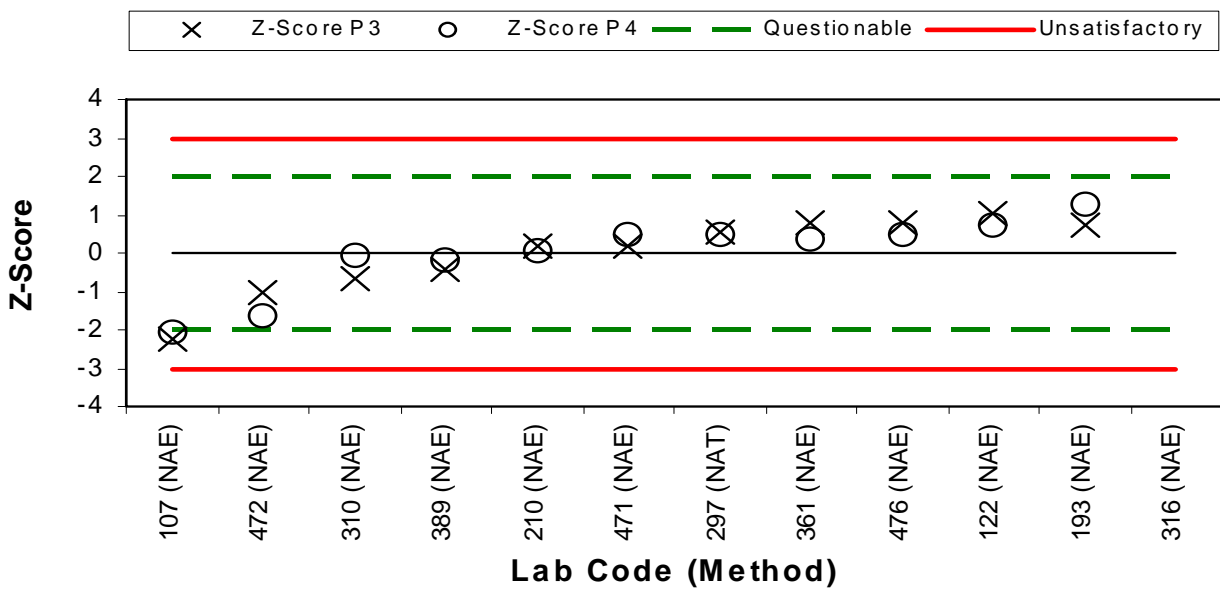 Z-Score P3 Z-Score P4 Questionable Unsatisfactory
4
3
2
1
0
-1
-2
-3
-4
Z-Score
107 (NAE)
472 (NAE)
310 (NAE)
389 (NAE)
210 (NAE)
471 (NAE)
297 (NAT)
361 (NAE)
476 (NAE)
122 (NAE)
193 (NAE)
316 (NAE)
Lab Code (Method)